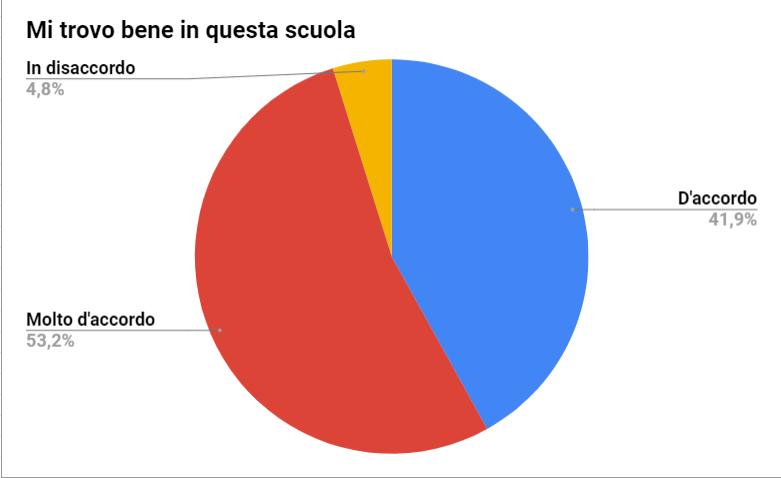 Mi trovo bene in questa scuola
In disaccordo
4,8%
D'accordo
41,9%
Molto d'accordo
53,2%